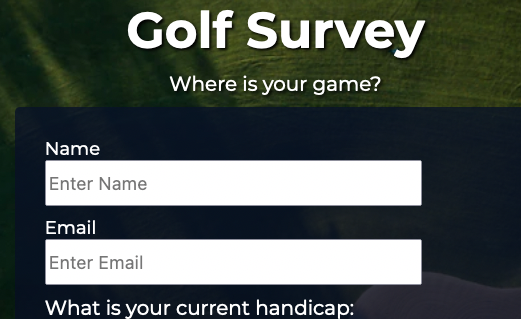 Golf Survey
Where is your game?
Name
Enter Name
Email
Enter Email
What is your current handicap: